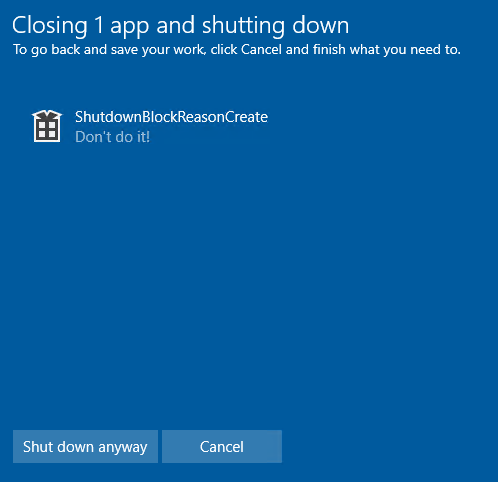 Closing 1 app and shutting down
To go back and save your work, click Cancel and finish what you need to.
ShutdownBlockReasonCreate
Don't do it!
Shut down anyway
Cancel